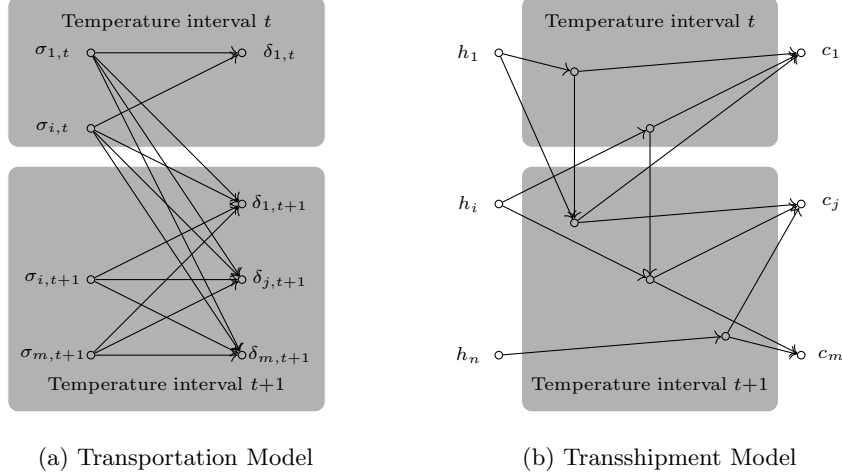 Temperature interval t
σ1,t
δ1,t
σi,t
δ1,t+1
σi,t+1
δj,t+1
σm,t+1
δm,t+1
Temperature interval t+1
(a) Transportation Model
Temperature interval t
h1
c1
hi
cj
hn
cm
Temperature interval t+1
(b) Transshipment Model